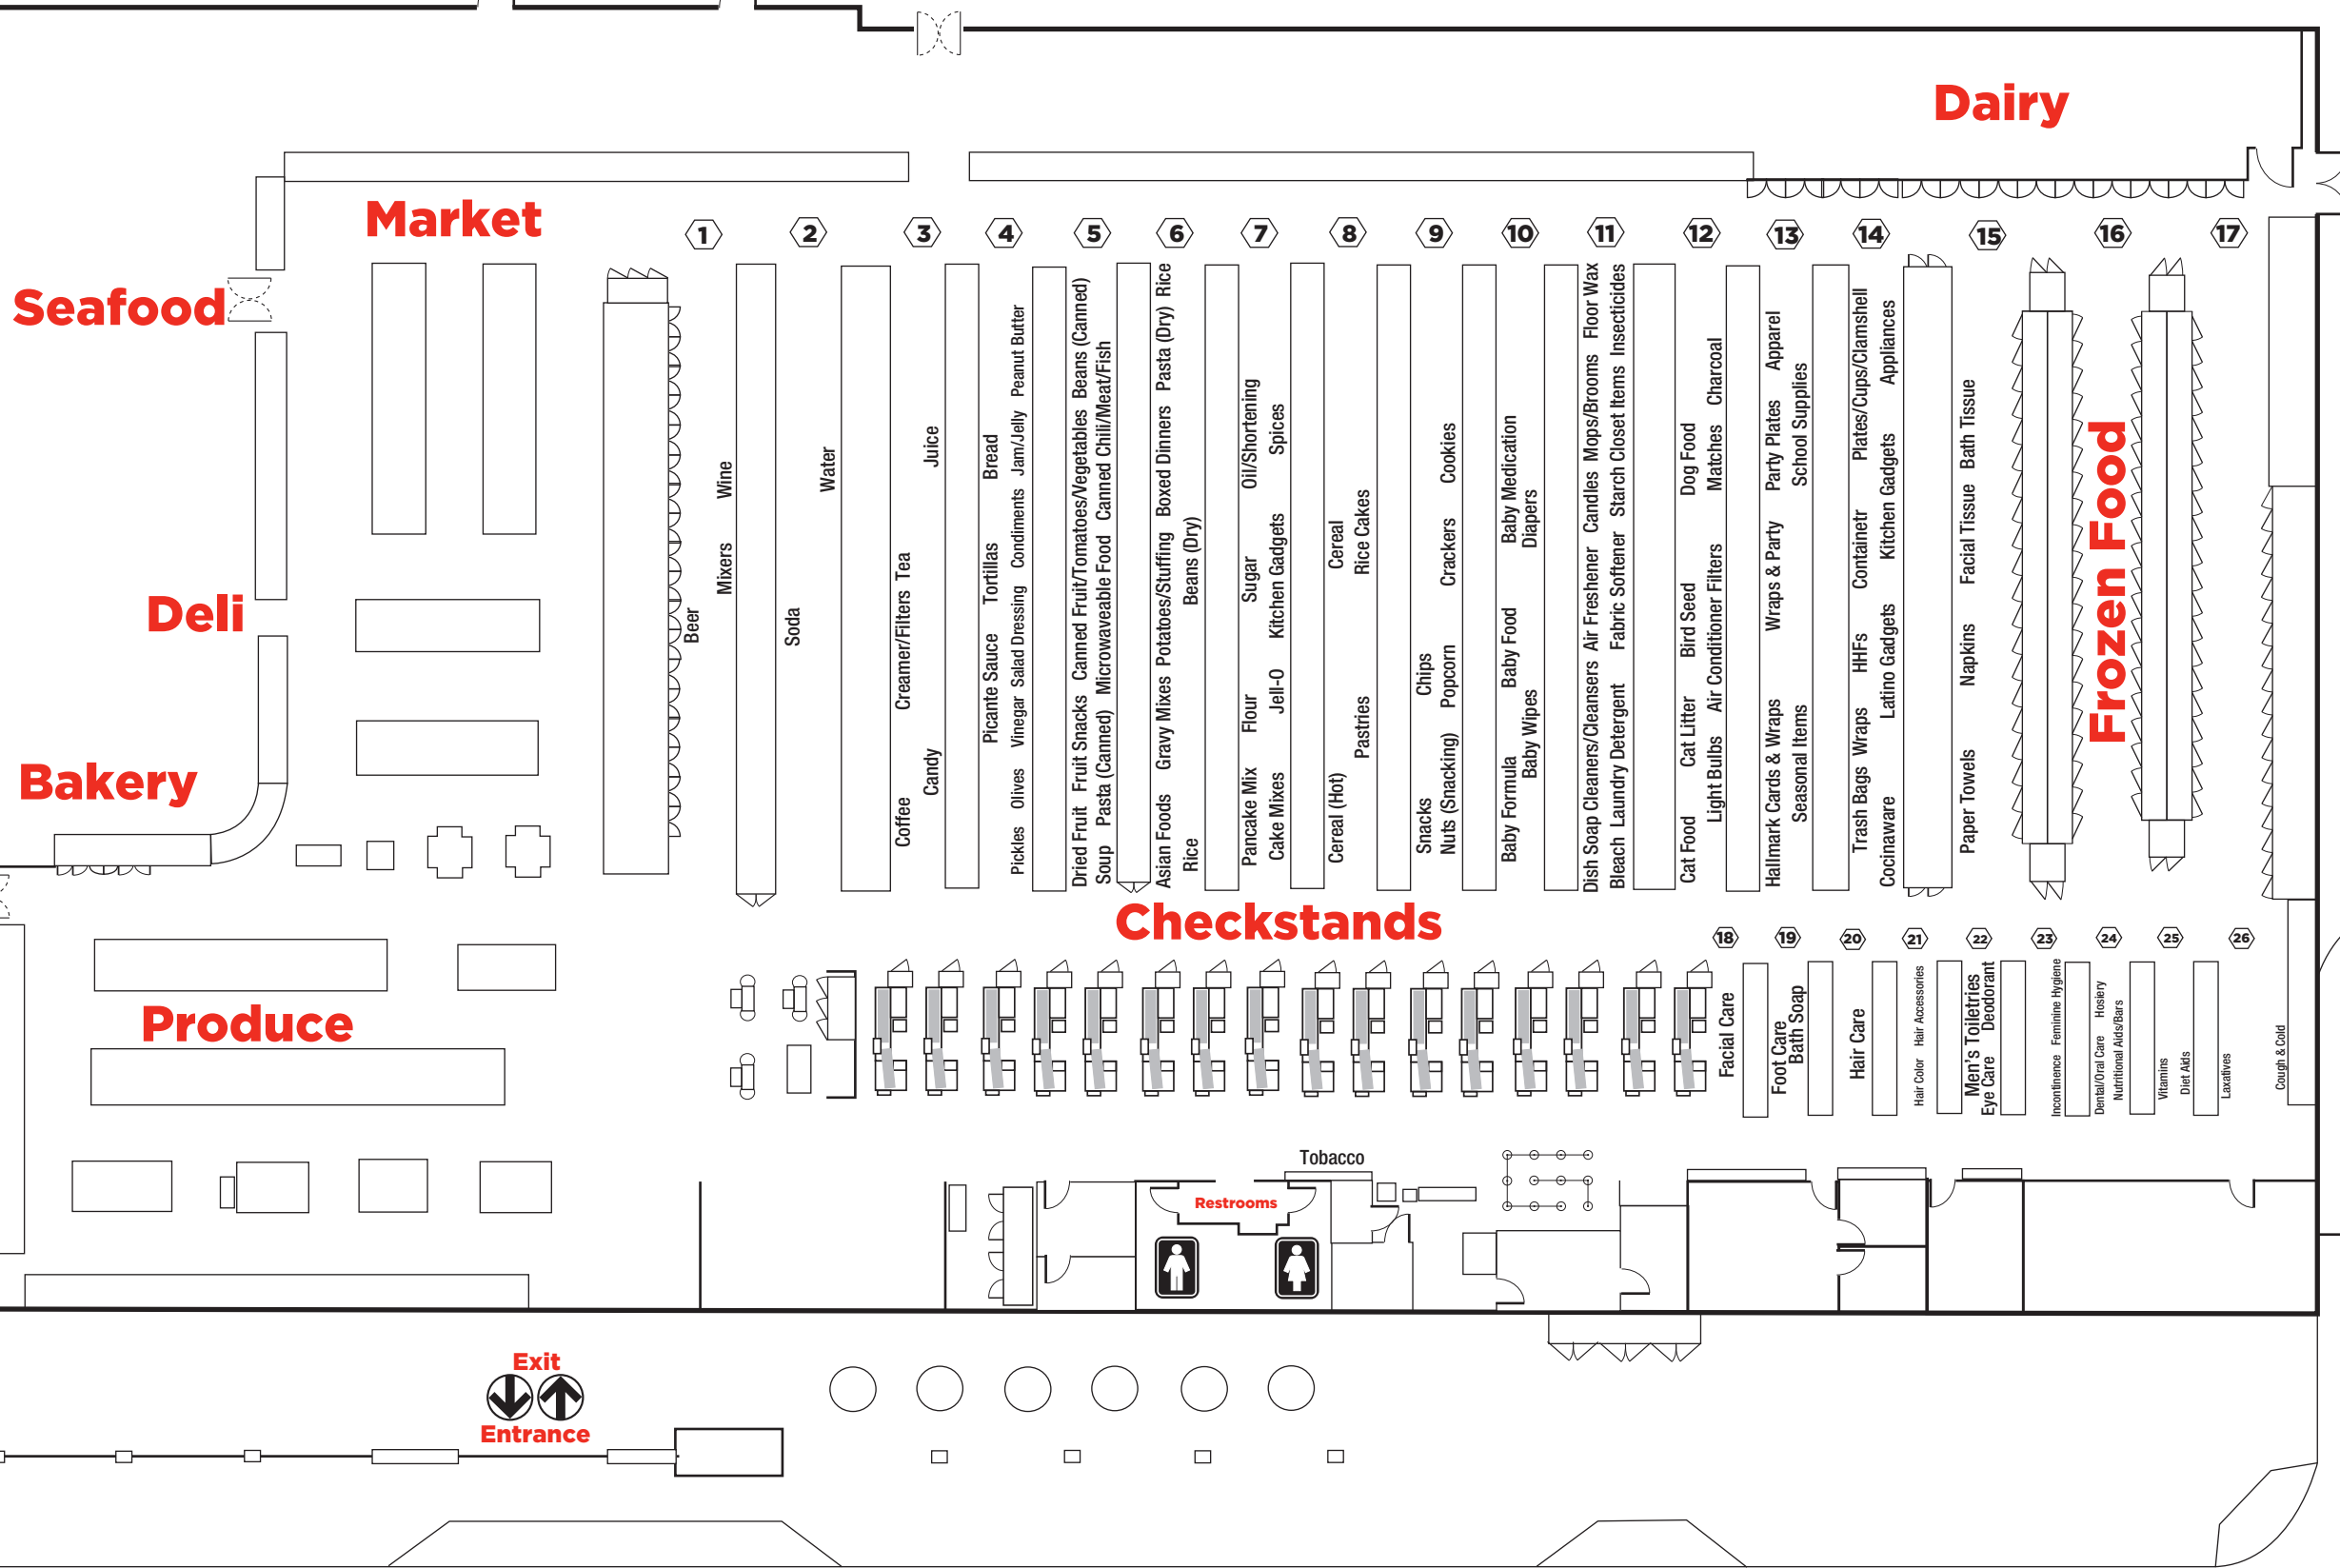 Dairy
Market
Seafood
Deli
Bakery
Produce
Frozen Food
Checkstands
1
2
3
4
5
6
7
8
9
10
11
12
13
14
15
16
17
Beer
Mixers Wine
Soda
Water
Coffee Creamer/Filters Tea
Candy Juice
Picante Sauce Tortillas Bread
Pickles Olives Vinegar Salad Dressing Condiments Jam/Jelly Peanut Butter
Dried Fruit Fruit Snacks Canned Fruit/Tomatoes/Vegetables Beans (Canned)
Soup Pasta (Canned) Microwaveable Food Canned Chili/Meat/Fish
Asian Foods Gravy Mixes Potatoes/Stuffing Boxed Dinners Pasta (Dry) Rice
Rice Beans (Dry)
Pancake Mix Flour Sugar Oil/Shortening
Cake Mixes Jell-O Kitchen Gadgets Spices
Cereal (Hot) Cereal
Pastries Rice Cakes
Snacks Chips
Nuts (Snacking) Popcorn Crackers Cookies
Baby Formula Baby Food Baby Medication
Baby Wipes Diapers
Dish Soap Cleaners/Cleansers Air Freshener Candles Mops/Brooms Floor Wax
Bleach Laundry Detergent Fabric Softener Starch Closet Items Insecticides
Cat Food Cat Litter Bird Seed Dog Food
Light Bulbs Air Conditioner Filters Matches Charcoal
Hallmark Cards & Wraps Wraps & Party Party Plates Apparel
Seasonal Items School Supplies
Trash Bags Wraps HHFs Containetr Plates/Cups/Clamshell
Cocinaware Latino Gadgets Kitchen Gadgets Appliances
Paper Towels Napkins Facial Tissue Bath Tissue
18
19
20
21
22
23
24
25
26
Facial Care
Foot Care
Bath Soap
Hair Care
Hair Color Hair Accessories
Men's Toiletries
Eye Care Deodorant
Incontinence Feminine Hygiene
Dental/Oral Care Hosiery
Nutritional Aids/Bars
Vitamins
Diet Aids
Laxatives
Cough & Cold
Tobacco
Restrooms
Exit
Entrance